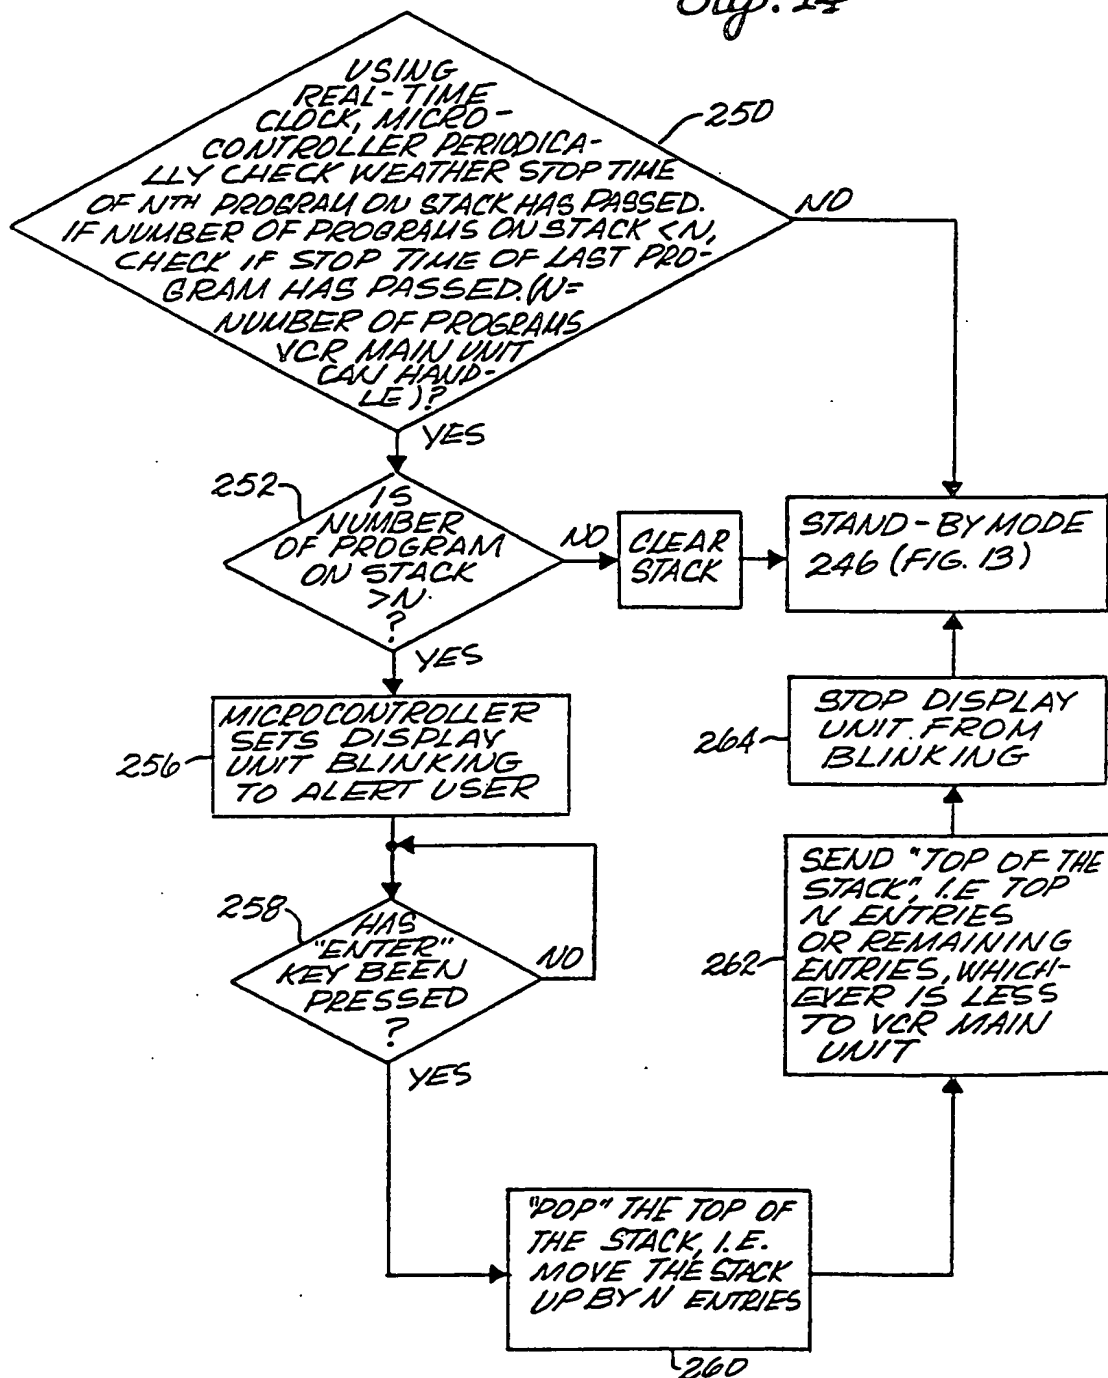 Fig. 14
USING
REAL-TIME
CLOCK, MICRO-
CONTROLLER PERIODICA-
LLY CHECK WEATHER STOP TIME
OF NTH PROGRAM ON STACK HAS PASSED.
IF NUMBER OF PROGRAMS ON STACK <N,
CHECK IF STOP TIME OF LAST PRO-
GRAM HAS PASSED. (N=
NUMBER OF PROGRAMS
VCR MAIN UNIT
CAN HAND-
LE)?
250
NO
YES
252
IS
NUMBER
OF PROGRAM
ON STACK
>N.
?
NO
CLEAR
STACK
STAND-BY MODE
246 (FIG. 13)
YES
256
MICROCONTROLLER
SETS DISPLAY
UNIT BLINKING
TO ALERT USER
264
STOP DISPLAY
UNIT FROM
BLINKING
258
HAS
"ENTER"
KEY BEEN
PRESSED
?
NO
YES
262
SEND "TOP OF THE
STACK", I.E TOP
N ENTRIES
OR REMAINING
ENTRIES, WHICH-
EVER IS LESS
TO VCR MAIN
UNIT
"POP" THE TOP OF
THE STACK, I.E.
MOVE THE STACK
UP BY N ENTRIES
260